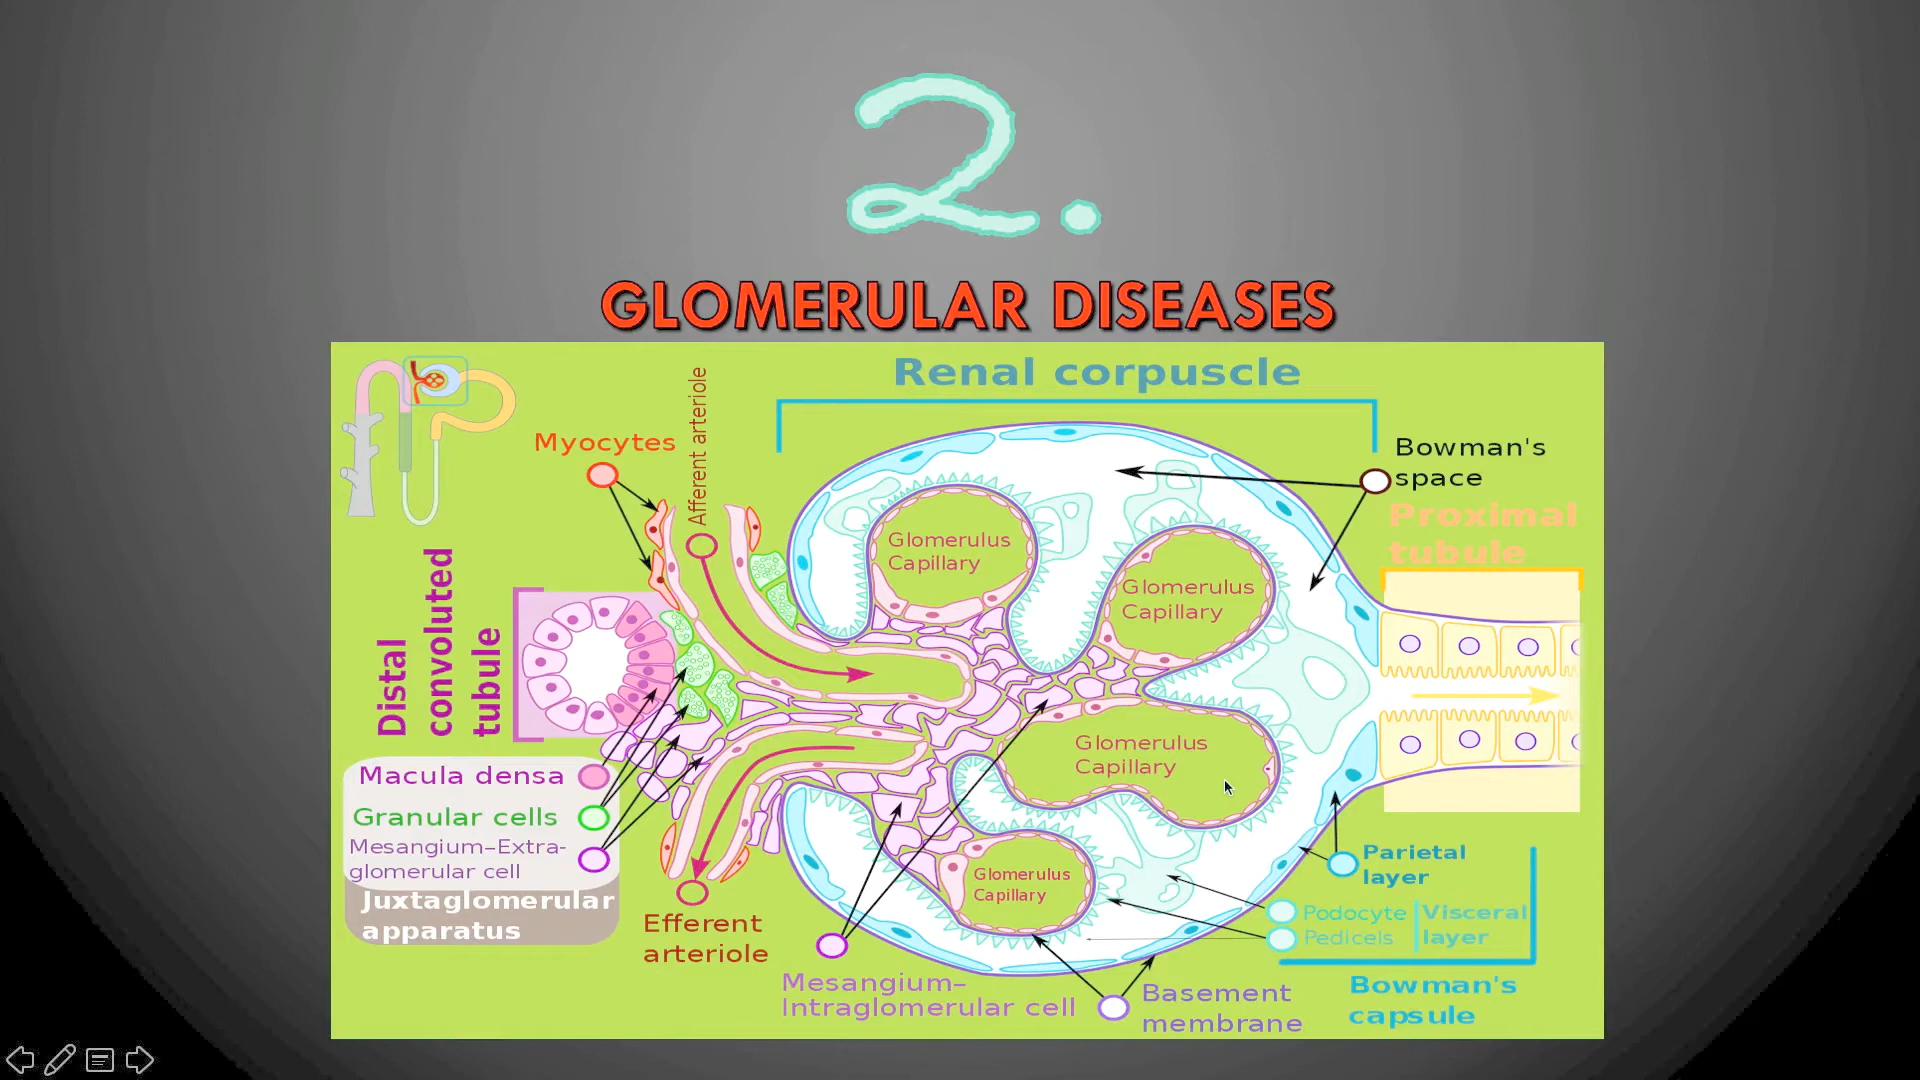 2.
GLOMERULAR DISEASES
Renal corpuscle
Myocytes
Afferent arteriole
Bowman's
space
Proximal
tubule
Glomerulus
Capillary
Glomerulus
Capillary
Distal
convoluted
tubule
Glomerulus
Capillary
Macula densa
Granular cells
Mesangium–Extra-
glomerular cell
Juxtaglomerular
apparatus
Glomerulus
Capillary
Parietal
layer
Podocyte
Pedicels
Visceral
layer
Efferent
arteriole
Mesangium–
Intraglomerular cell
Basement
membrane
Bowman's
capsule